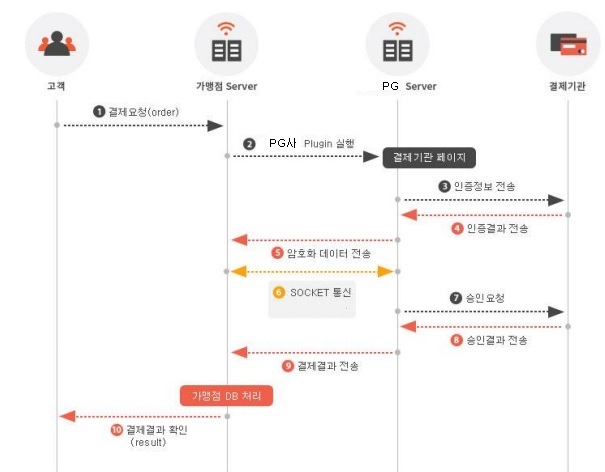 고객
가맹점 Server
PG Server
결제기관
1 결제요청(order)
2 PG사 Plugin 실행
결제기관 페이지
3 인증정보 전송
4 인증결과 전송
5 암호화 데이터 전송
6 SOCKET 통신
7 승인요청
8 승인결과 전송
9 결제결과 전송
가맹점 DB 처리
10 결제결과 확인
(result)